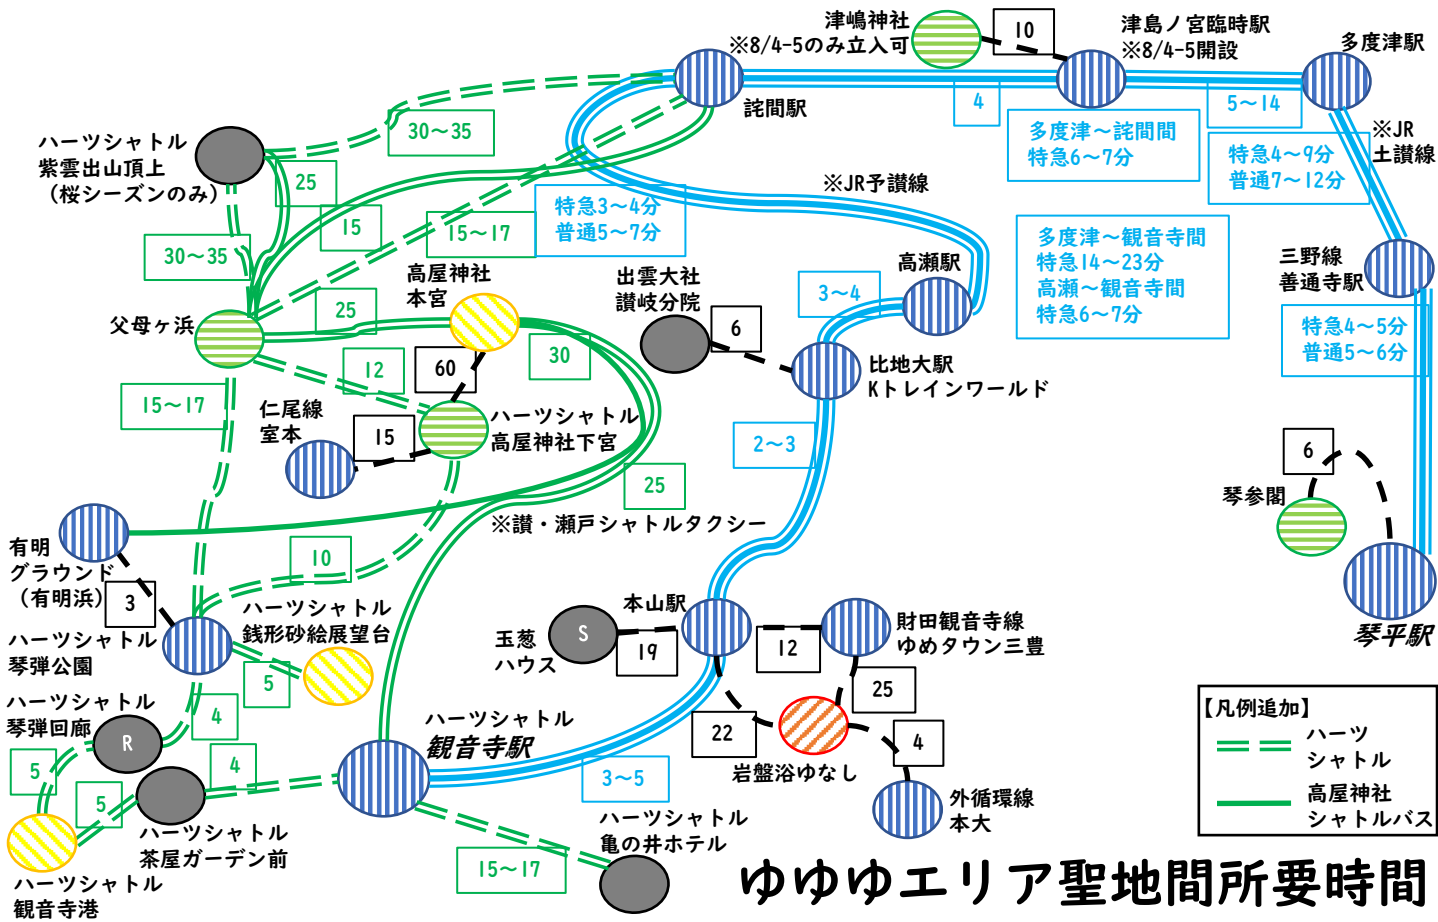 津嶋神社
※8/4-5のみ立入可
10
津島ノ宮臨時駅
※8/4-5開設
多度津駅
詫間駅
4
5～14
30～35
多度津～詫間間
特急6～7分
※JR
土讃線
特急4～9分
普通7～12分
ハーツシャトル
紫雲出山頂上
（桜シーズンのみ）
25
15
15～17
特急3～4分
普通5～7分
※JR予讃線
30～35
多度津～観音寺間
特急14～23分
高瀬～観音寺間
特急6～7分
三野線
善通寺駅
高屋神社
本宮
出雲大社
讃岐分院
高瀬駅
3～4
25
父母ヶ浜
6
30
特急4～5分
普通5～6分
12
60
比地大駅
Kトレインワールド
15～17
仁尾線
室本
15
ハーツシャトル
高屋神社下宮
2～3
6
25
琴参閣
※讃・瀬戸シャトルタクシー
有明
グラウンド
（有明浜）
10
3
ハーツシャトル
銭形砂絵展望台
ハーツシャトル
琴弾公園
5
玉葱
ハウス
S
19
本山駅
12
財田観音寺線
ゆめタウン三豊
琴平駅
25
ハーツシャトル
琴弾回廊
R
4
ハーツシャトル
観音寺駅
22
4
岩盤浴ゆなし
【凡例追加】
ハーツ
シャトル
高屋神社
シャトルバス
5
5
4
3～5
外循環線
本大
ハーツシャトル
茶屋ガーデン前
ハーツシャトル
亀の井ホテル
15～17
ハーツシャトル
観音寺港
ゆゆゆエリア聖地間所要時間